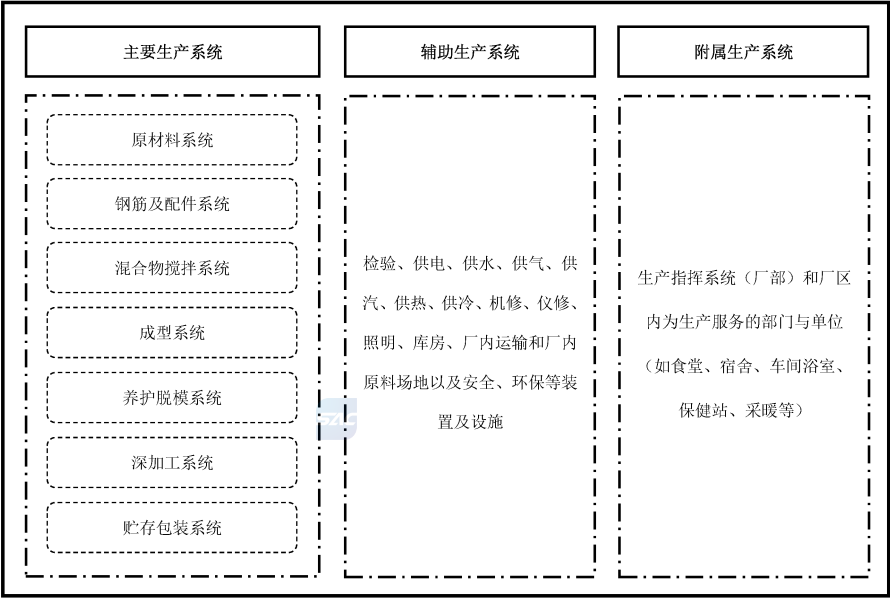 主要生产系统
原材料系统
钢筋及配件系统
混合物搅拌系统
成型系统
养护脱模系统
深加工系统
贮存包装系统
辅助生产系统
检验、供电、供水、供气、供
汽、供热、供冷、机修、仪修、
照明、库房、厂内运输和厂内
原料场地以及安全、环保等装
置及设施
附属生产系统
生产指挥系统（厂部）和厂区
内为生产服务的部门与单位
（如食堂、宿舍、车间浴室、
保健站、采暖等）
SAC